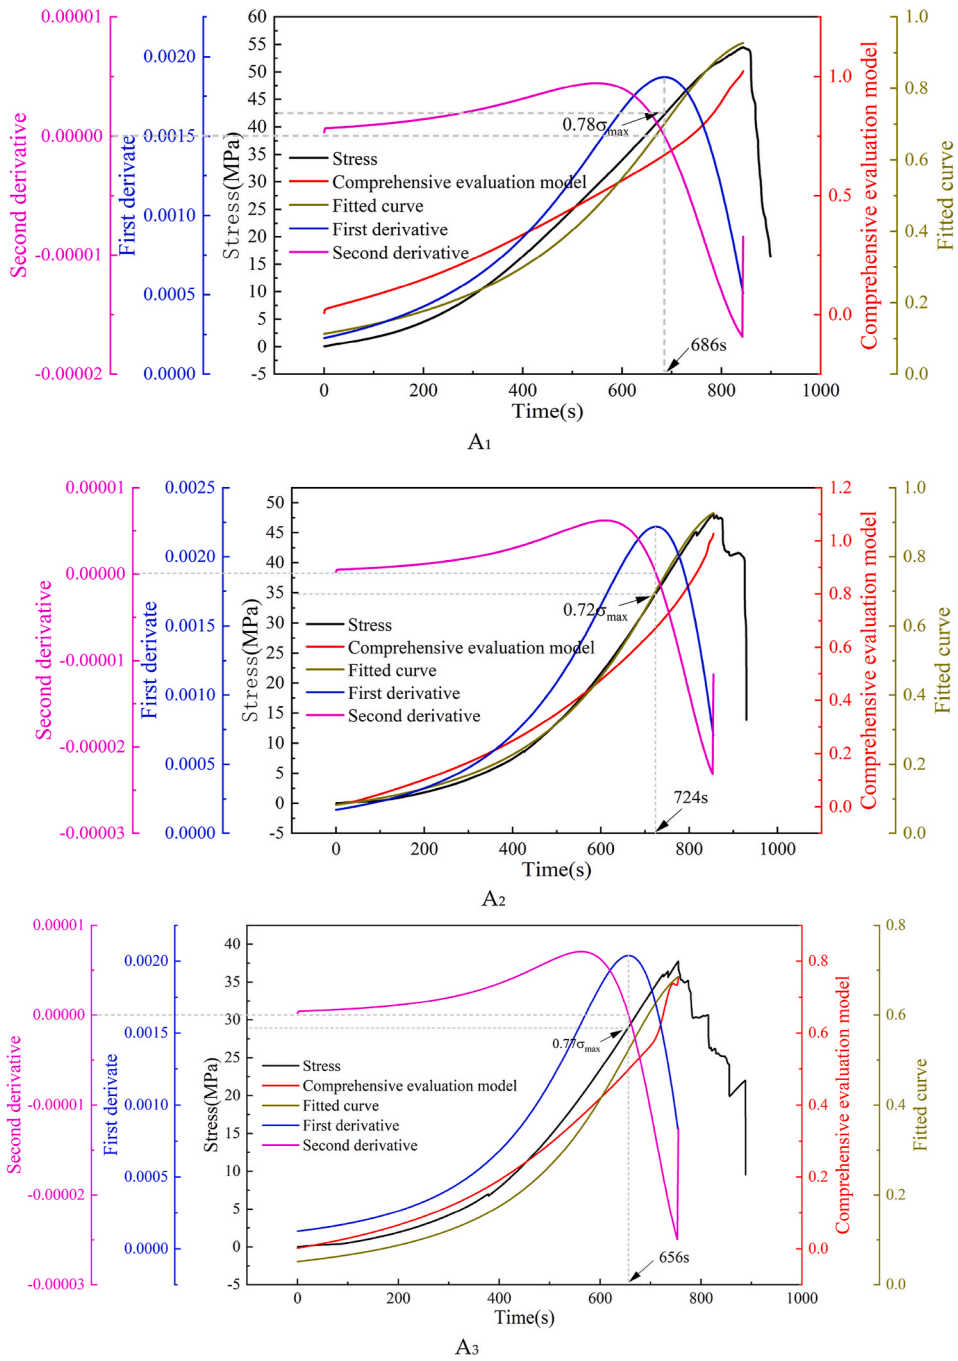 0.00001
0.00000
-0.00001
-0.00002
Second derivative
0.0020
0.0015
0.0010
0.0005
0.0000
First derivate
60
55
50
45
40
35
30
25
20
15
10
5
0
-5
Stress(MPa)
0.78σmax
Stress
Comprehensive evaluation model
Fitted curve
First derivative
Second derivative
686s
0 200 400 600 800 1000
Time(s)
1.0
0.5
0.0
Comprehensive evaluation model
1.0
0.8
0.6
0.4
0.2
0.0
Fitted curve
A1
0.00001
0.00000
-0.00001
-0.00002
-0.00003
Second derivative
0.0025
0.0020
0.0015
0.0010
0.0005
0.0000
First derivate
50
45
40
35
30
25
20
15
10
5
0
-5
Stress(MPa)
0.72σmax
Stress
Comprehensive evaluation model
Fitted curve
First derivative
Second derivative
724s
0 200 400 600 800 1000
Time(s)
1.2
1.0
0.8
0.6
0.4
0.2
0.0
Comprehensive evaluation model
1.0
0.8
0.6
0.4
0.2
0.0
Fitted curve
A2
0.00001
0.00000
-0.00001
-0.00002
-0.00003
Second derivative
0.0020
0.0015
0.0010
0.0005
0.0000
First derivate
40
35
30
25
20
15
10
5
0
-5
Stress(MPa)
0.77σmax
Stress
Comprehensive evaluation model
Fitted curve
First derivative
Second derivative
656s
0 200 400 600 800 1000
Time(s)
0.8
0.6
0.4
0.2
0.0
Comprehensive evaluation model
0.8
0.6
0.4
0.2
0.0
Fitted curve
A3